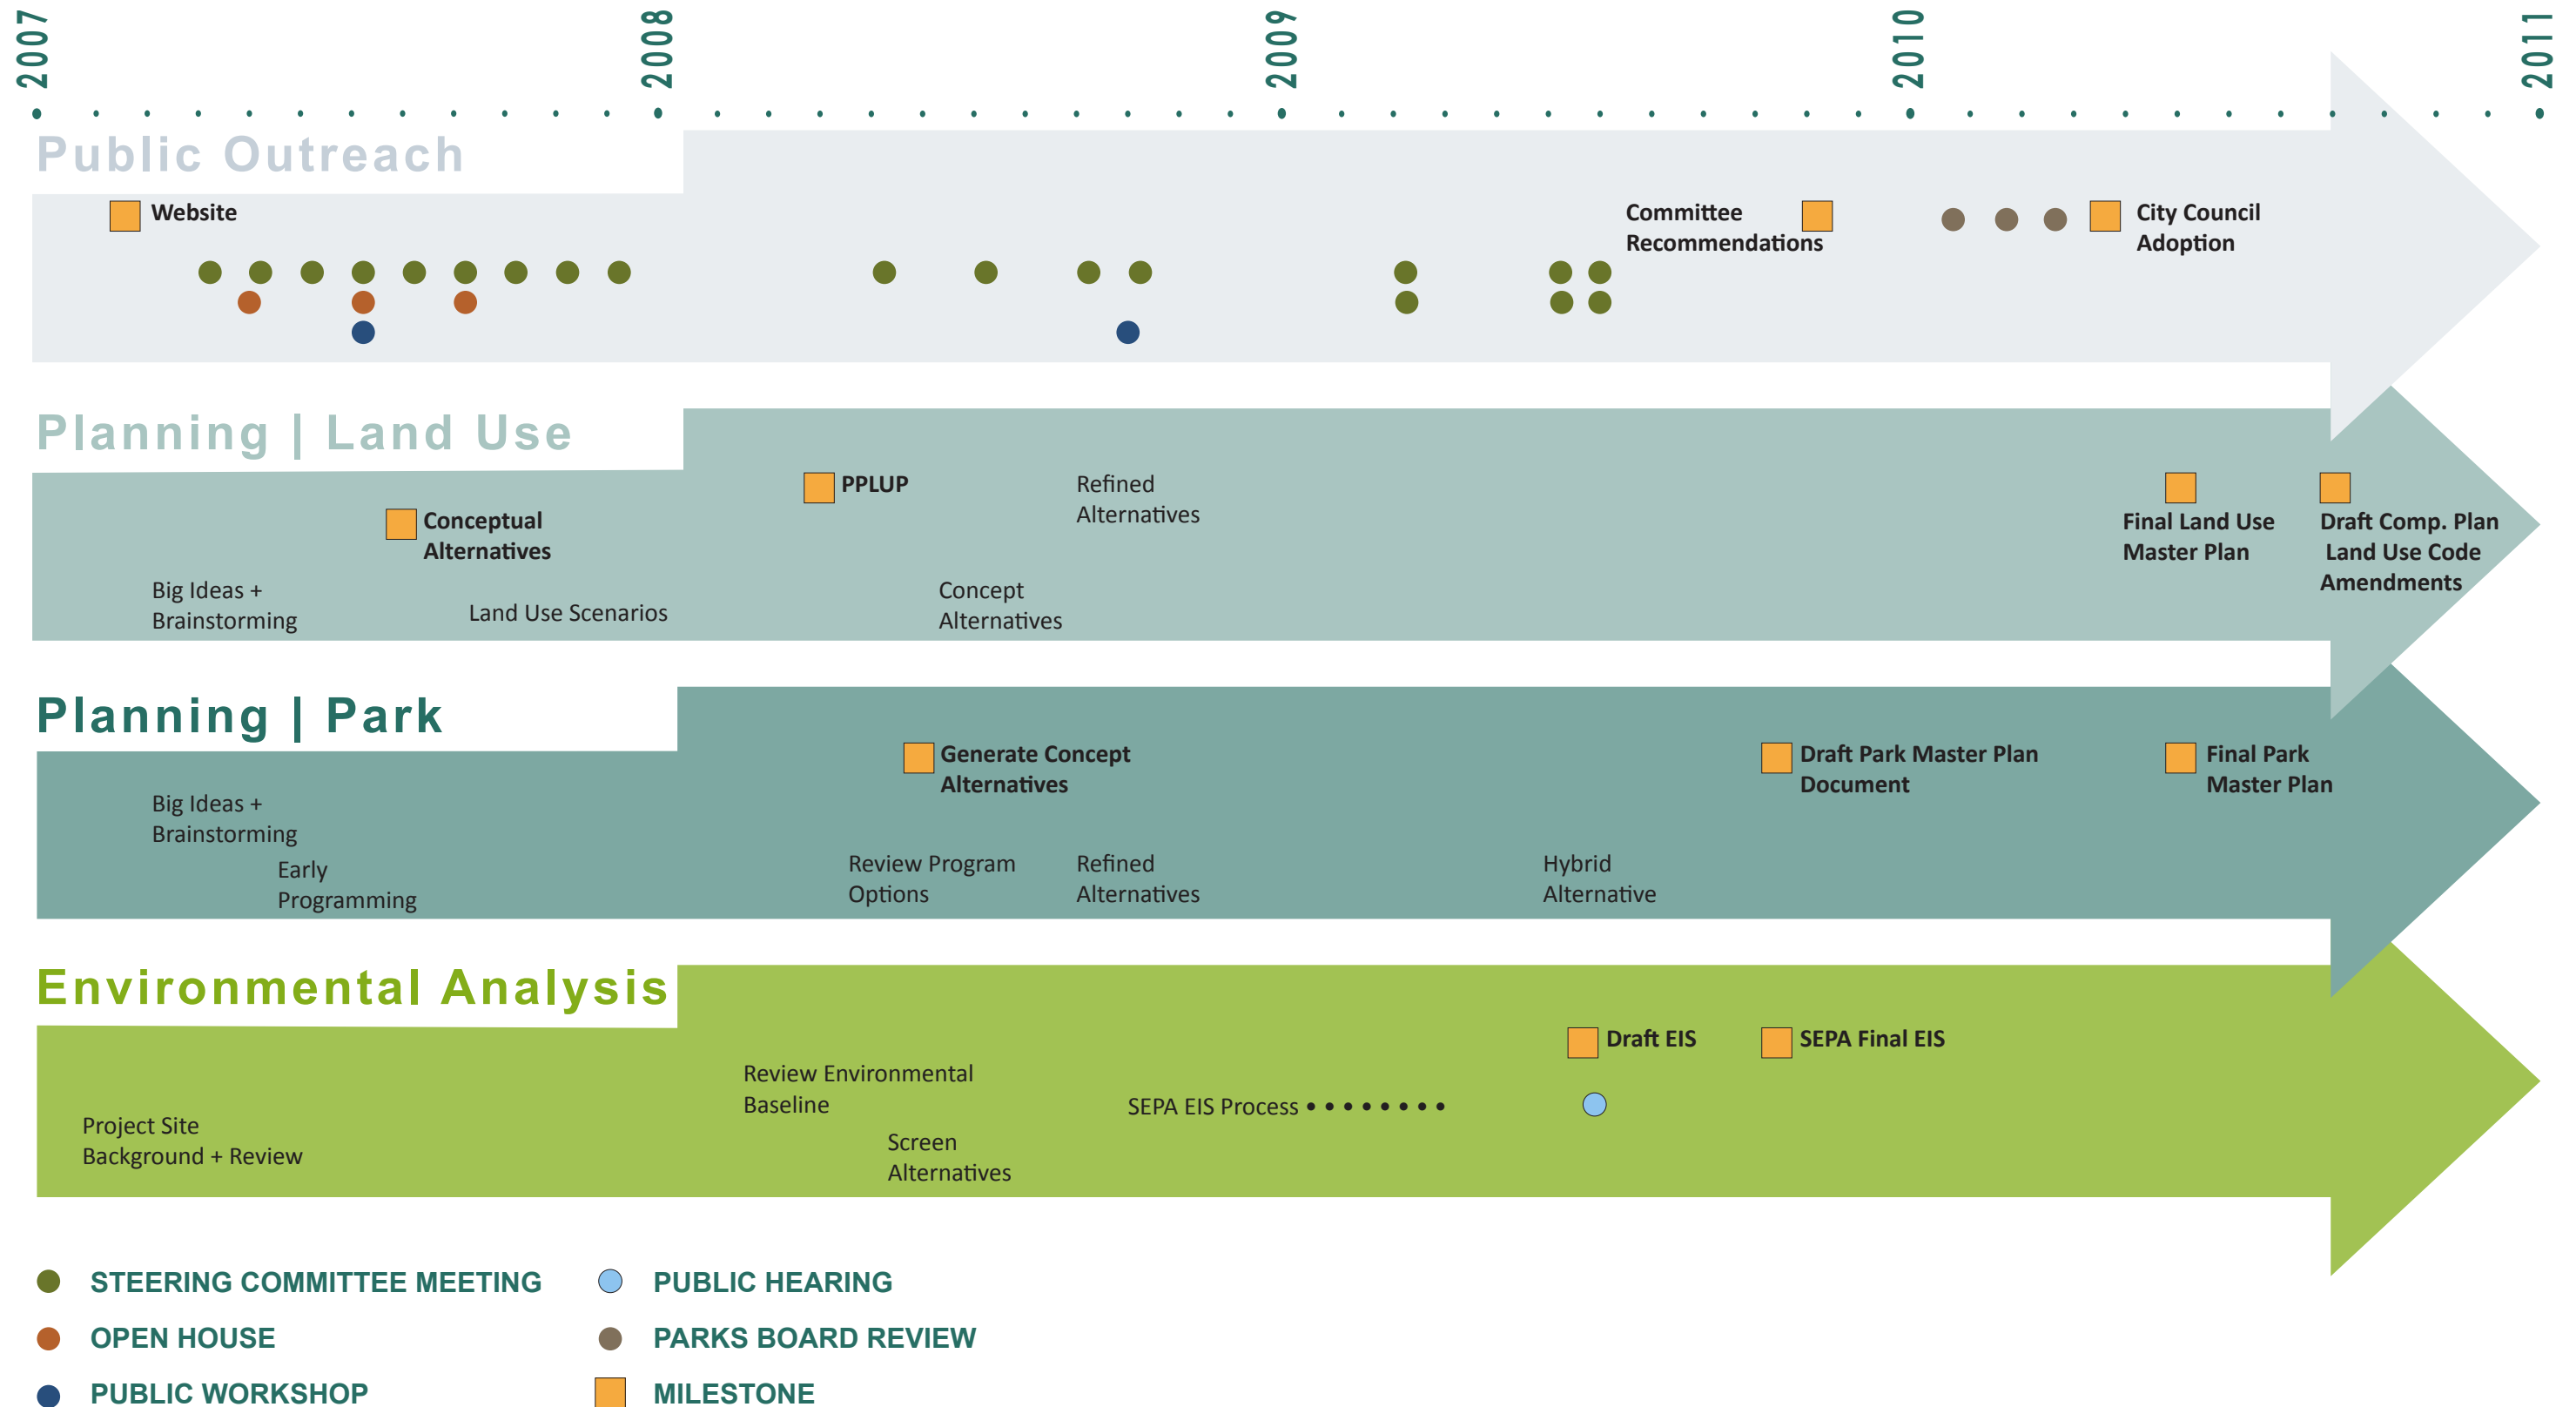 2007
2008
2009
2010
2011
Public Outreach
Website
Committee
Recommendations
City Council
Adoption
Planning | Land Use
PPLUP
Refined
Alternatives
Conceptual
Alternatives
Final Land Use
Master Plan
Draft Comp. Plan
Land Use Code
Amendments
Big Ideas +
Brainstorming
Land Use Scenarios
Concept
Alternatives
Planning | Park
Generate Concept
Alternatives
Draft Park Master Plan
Document
Final Park
Master Plan
Big Ideas +
Brainstorming
Early
Programming
Review Program
Options
Refined
Alternatives
Hybrid
Alternative
Environmental Analysis
Draft EIS
SEPA Final EIS
Review Environmental
Baseline
SEPA EIS Process
Project Site
Background + Review
Screen
Alternatives
STEERING COMMITTEE MEETING
PUBLIC HEARING
OPEN HOUSE
PARKS BOARD REVIEW
PUBLIC WORKSHOP
MILESTONE